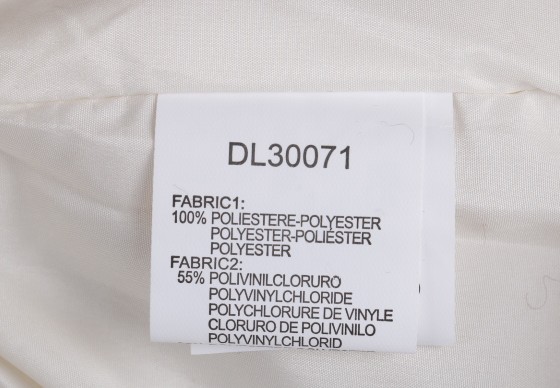 DL30071
FABRIC1:
100% POLIESTERE-POLYESTER
POLYESTER-POLIÉSTER
POLYESTER
FABRIC2:
55% POLIVINILCLORURO
POLYVINYLCHLORIDE
POLYCHLORURE DE VINYLE
CLORURO DE POLIVINILO
POLYVINYLCHLORID